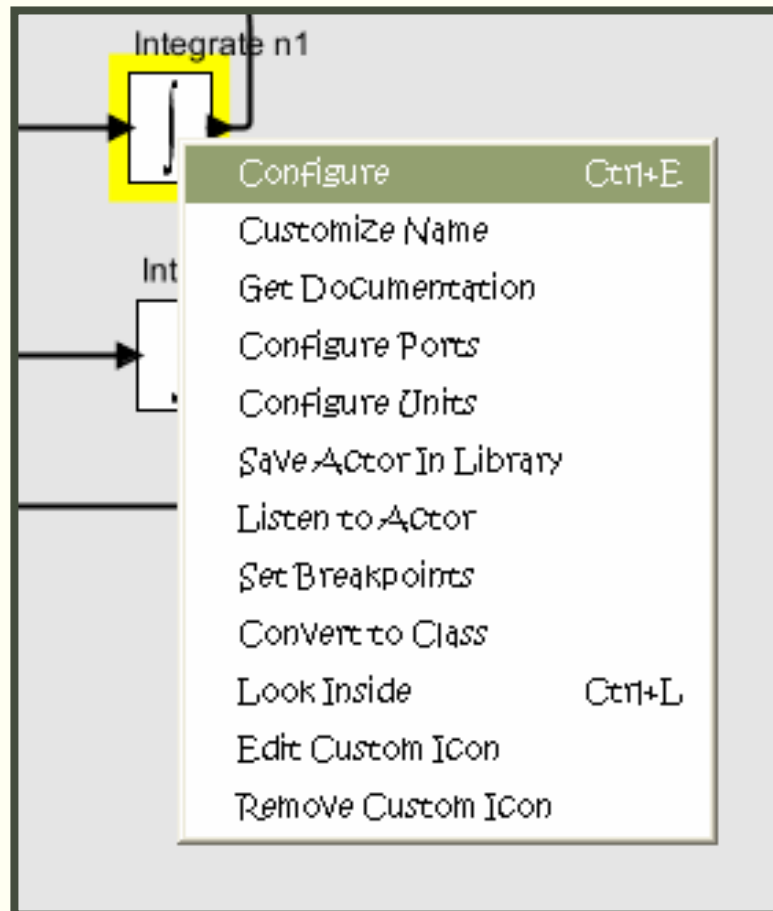 Integrate n1
Configure Ctrl+E
Customize Name
Int
Get Documentation
Configure Ports
Configure Units
Save Actor In Library
Listen to Actor
Set Breakpoints
Convert to Class
Look Inside Ctrl+L
Edit Custom Icon
Remove Custom Icon